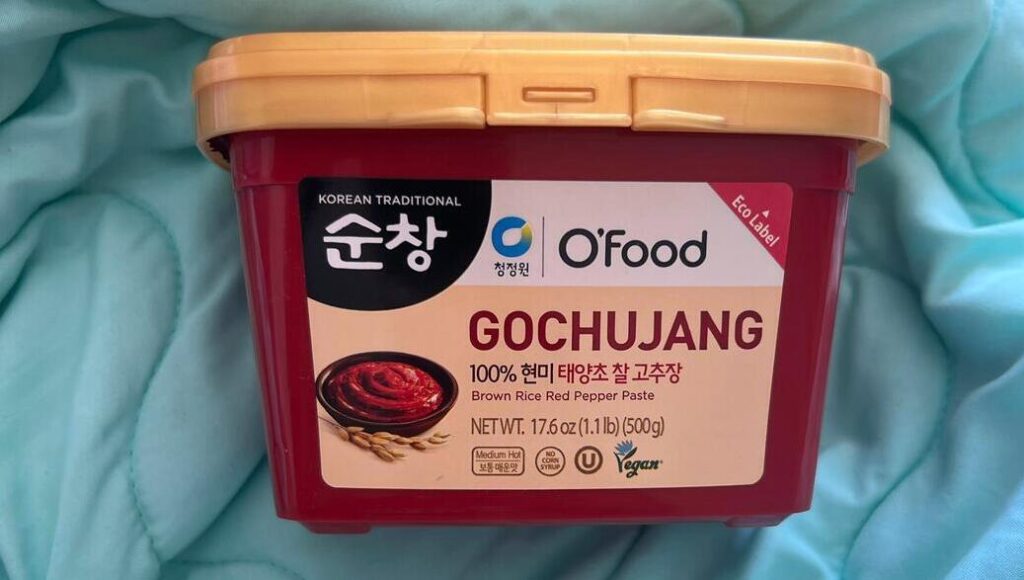 KOREAN TRADITIONAL
순창
청정원
O'Food
Eco Label
GOCHUJANG
100% 현미 태양초 찰 고추장
Brown Rice Red Pepper Paste
NET WT. 17.6 oz (1.1 lb) (500g)
Medium Hot
보통 매운맛
NO
CORN
SYRUP
U
Vegan